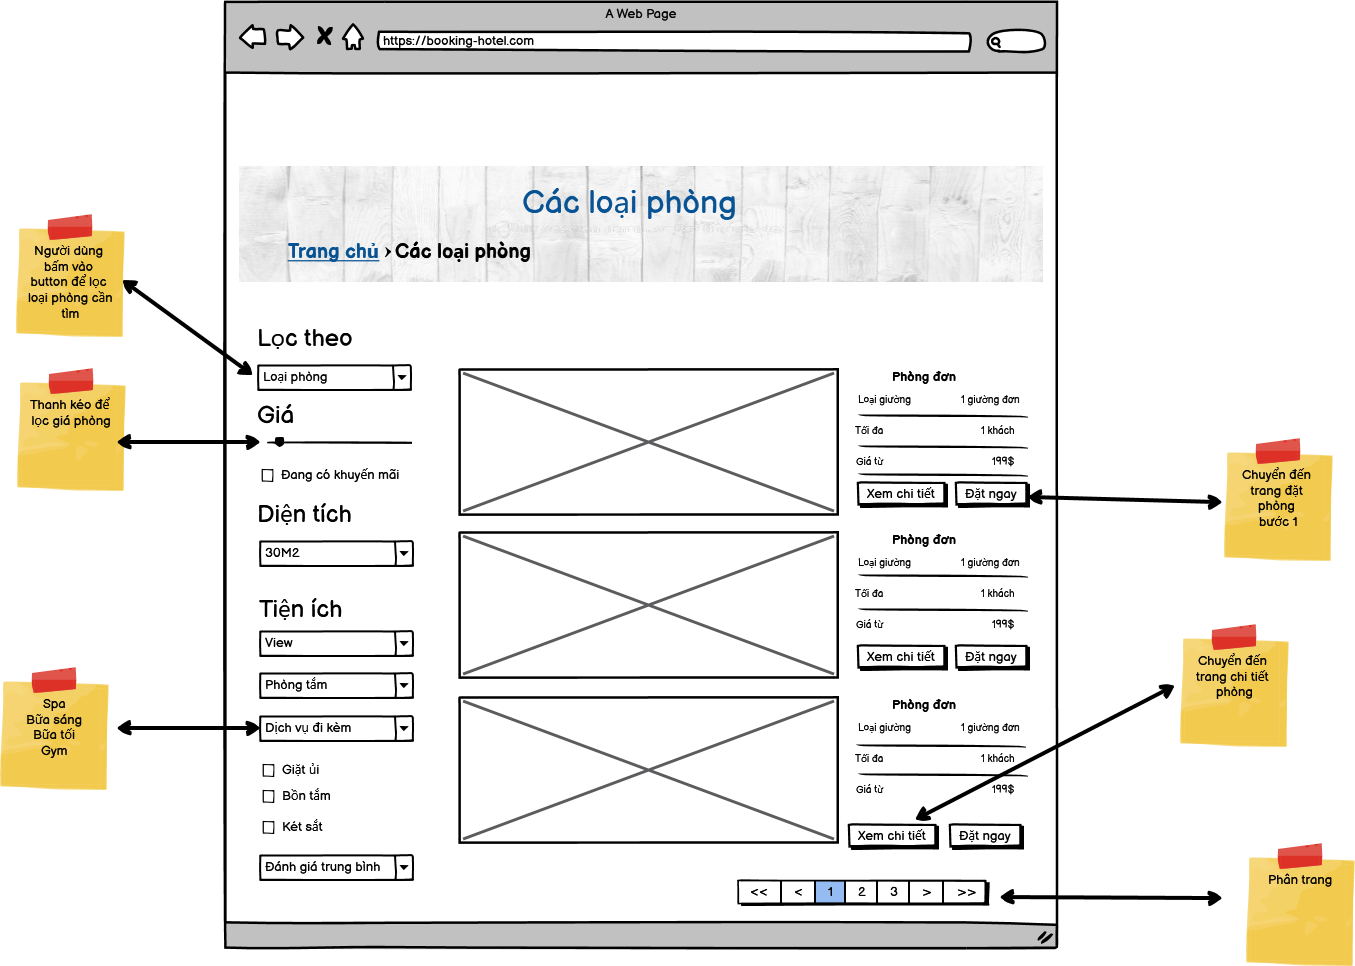 A Web Page
https://booking-hotel.com
Các loại phòng
Trang chủ › Các loại phòng
Người dùng
bấm vào
button để lọc
loại phòng cần
tìm
Thanh kéo để
lọc giá phòng
Spa
Bữa sáng
Bữa tối
Gym
Lọc theo
Loại phòng
Giá
Đang có khuyến mãi
Diện tích
30M2
Tiện ích
View
Phòng tắm
Dịch vụ đi kèm
Giặt ủi
Bồn tắm
Két sắt
Đánh giá trung bình
Phòng đơn
Loại giường 1 giường đơn
Tối đa 1 khách
Giá từ 199$
Xem chi tiết Đặt ngay
Phòng đơn
Loại giường 1 giường đơn
Tối đa 1 khách
Giá từ 199$
Xem chi tiết Đặt ngay
Phòng đơn
Loại giường 1 giường đơn
Tối đa 1 khách
Giá từ 199$
Xem chi tiết Đặt ngay
<< < 1 2 3 > >>
Chuyển đến
trang đặt
phòng
bước 1
Chuyển đến
trang chi tiết
phòng
Phân trang